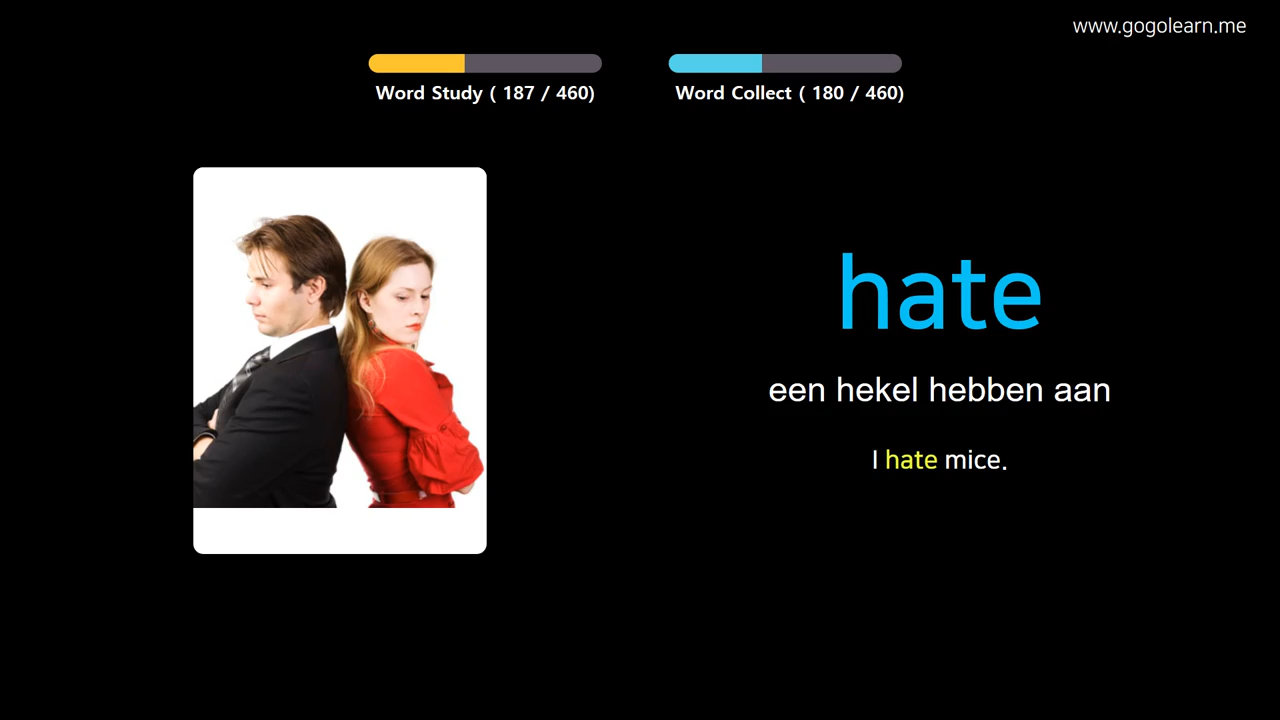 www.gogolearn.me
Word Study ( 187 / 460)
Word Collect ( 180 / 460)
hate
een hekel hebben aan
I hate mice.